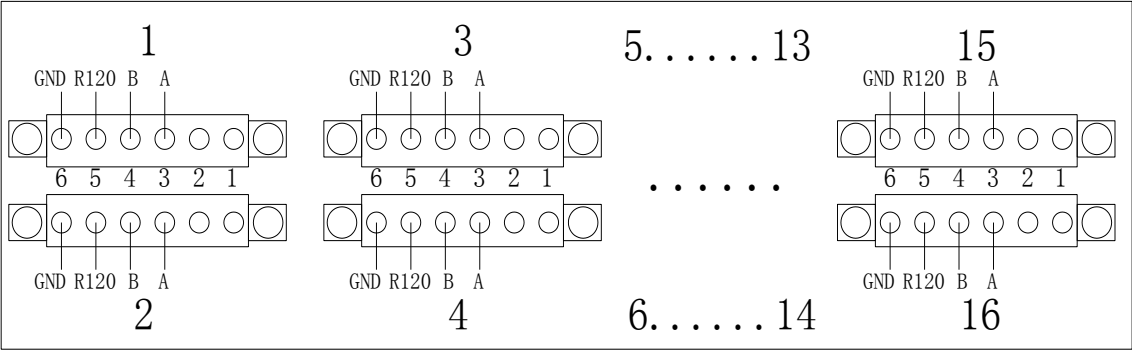 1 3 5......13 15
GND R120 B A GND R120 B A GND R120 B A
6 5 4 3 2 1 6 5 4 3 2 1 ...... 6 5 4 3 2 1
GND R120 B A GND R120 B A GND R120 B A
2 4 6......14 16